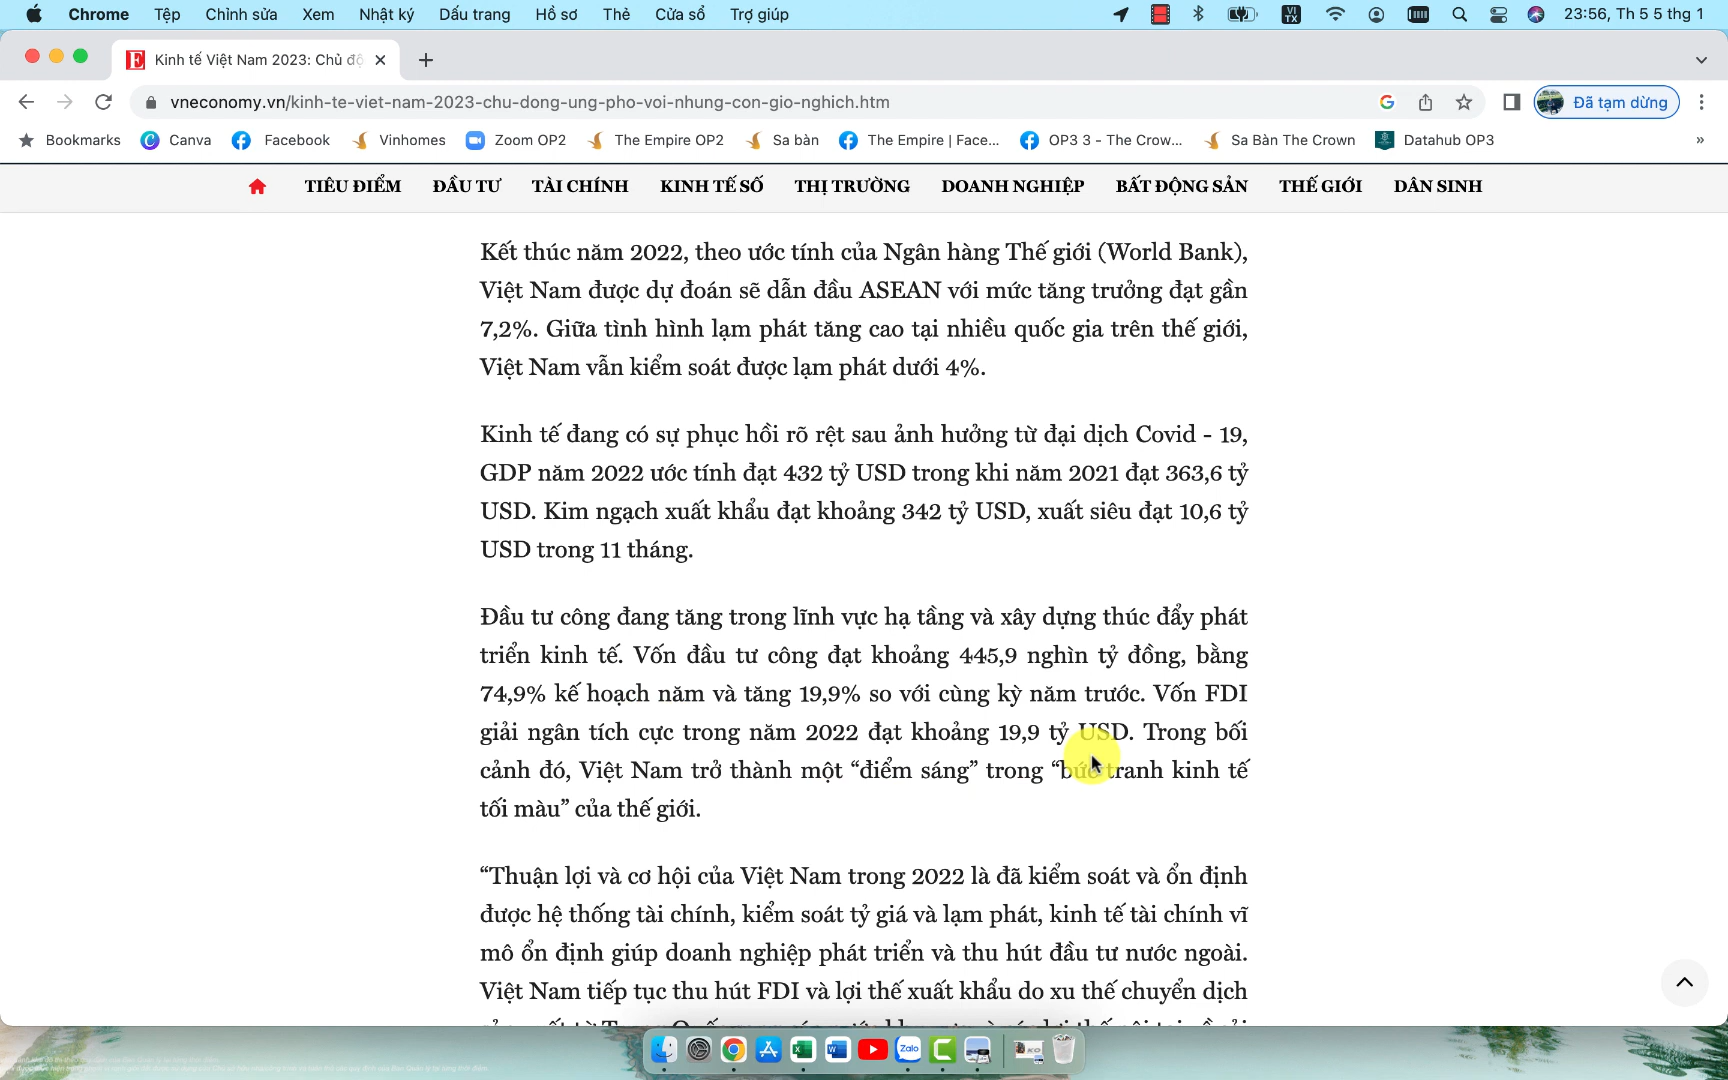 Chrome Tệp Chỉnh sửa Xem Nhật ký Dấu trang Hồ sơ Thẻ Cửa sổ Trợ giúp VI TX 23:56, Th 5 5 thg 1
E Kinh tế Việt Nam 2023: Chủ độ
vneconomy.vn/kinh-te-viet-nam-2023-chu-dong-ung-pho-voi-nhung-con-gio-nghich.htm Đã tạm dừng
Bookmarks Canva Facebook Vinhomes Zoom OP2 The Empire OP2 Sa bàn The Empire | Face... OP3 3 - The Crow... Sa Bàn The Crown Datahub OP3 »
TIÊU ĐIỂM ĐẦU TƯ TÀI CHÍNH KINH TẾ SỐ THỊ TRƯỜNG DOANH NGHIỆP BẤT ĐỘNG SẢN THẾ GIỚI DÂN SINH
Kết thúc năm 2022, theo ước tính của Ngân hàng Thế giới (World Bank),
Việt Nam được dự đoán sẽ dẫn đầu ASEAN với mức tăng trưởng đạt gần
7,2%. Giữa tình hình lạm phát tăng cao tại nhiều quốc gia trên thế giới,
Việt Nam vẫn kiểm soát được lạm phát dưới 4%.
Kinh tế đang có sự phục hồi rõ rệt sau ảnh hưởng từ đại dịch Covid - 19,
GDP năm 2022 ước tính đạt 432 tỷ USD trong khi năm 2021 đạt 363,6 tỷ
USD. Kim ngạch xuất khẩu đạt khoảng 342 tỷ USD, xuất siêu đạt 10,6 tỷ
USD trong 11 tháng.
Đầu tư công đang tăng trong lĩnh vực hạ tầng và xây dựng thúc đẩy phát
triển kinh tế. Vốn đầu tư công đạt khoảng 445,9 nghìn tỷ đồng, bằng
74,9% kế hoạch năm và tăng 19,9% so với cùng kỳ năm trước. Vốn FDI
giải ngân tích cực trong năm 2022 đạt khoảng 19,9 tỷ USD. Trong bối
cảnh đó, Việt Nam trở thành một “điểm sáng” trong “bức tranh kinh tế
tối màu” của thế giới.
“Thuận lợi và cơ hội của Việt Nam trong 2022 là đã kiểm soát và ổn định
được hệ thống tài chính, kiểm soát tỷ giá và lạm phát, kinh tế tài chính vĩ
mô ổn định giúp doanh nghiệp phát triển và thu hút đầu tư nước ngoài.
Việt Nam tiếp tục thu hút FDI và lợi thế xuất khẩu do xu thế chuyển dịch
Zalo